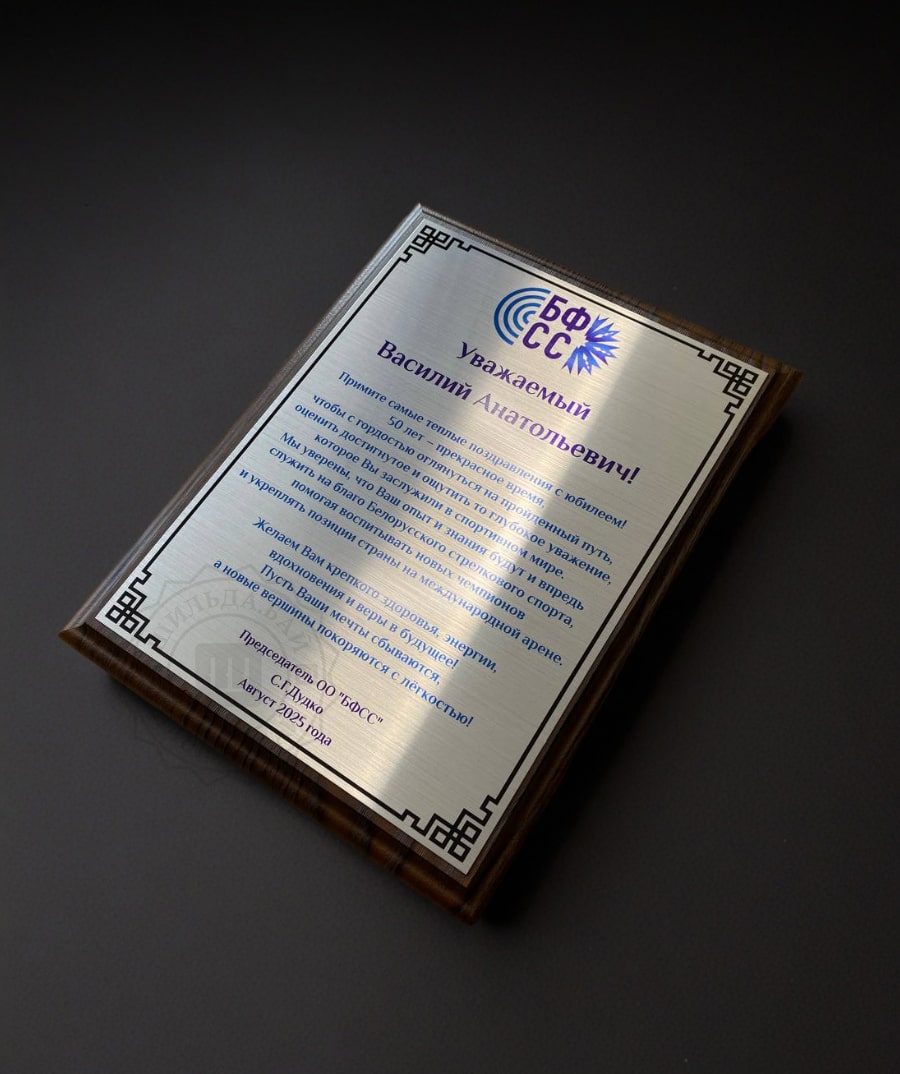 БФ
СС
Уважаемый
Василий Анатольевич!
Примите самые теплые поздравления с юбилеем!
50 лет – прекрасное время,
чтобы с гордостью оглянуться на пройденный путь,
оценить достигнутое и ощутить то глубокое уважение,
которое Вы заслужили в спортивном мире.
Мы уверены, что Ваш опыт и знания будут и впредь
служить на благо Белорусского стрелкового спорта,
помогая воспитывать новых чемпионов
и укреплять позиции страны на международной арене.
Желаем Вам крепкого здоровья, энергии,
вдохновения и веры в будущее!
Пусть Ваши мечты сбываются,
а новые вершины покоряются с лёгкостью!
Председатель ОО "БФСС"
С.Г.Дудко
Август 2025 года